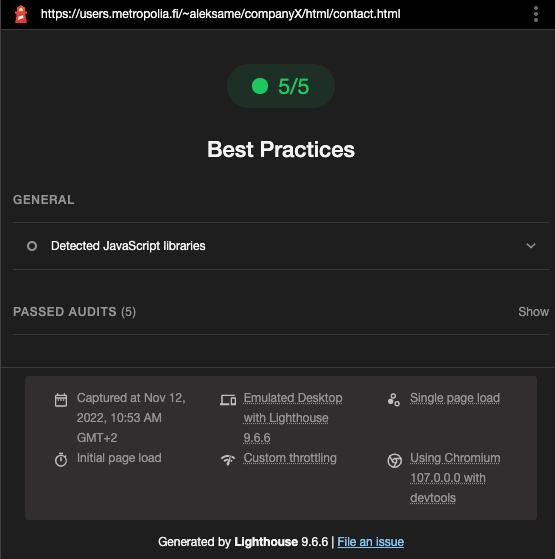 https://users.metropolia.fi/~aleksame/companyX/html/contact.html
5/5
Best Practices
GENERAL
Detected JavaScript libraries
PASSED AUDITS (5)
Show
Captured at Nov 12,
2022, 10:53 AM
GMT+2
Emulated Desktop
with Lighthouse
9.6.6
Single page load
Initial page load
Custom throttling
Using Chromium
107.0.0.0 with
devtools
Generated by Lighthouse 9.6.6 | File an issue